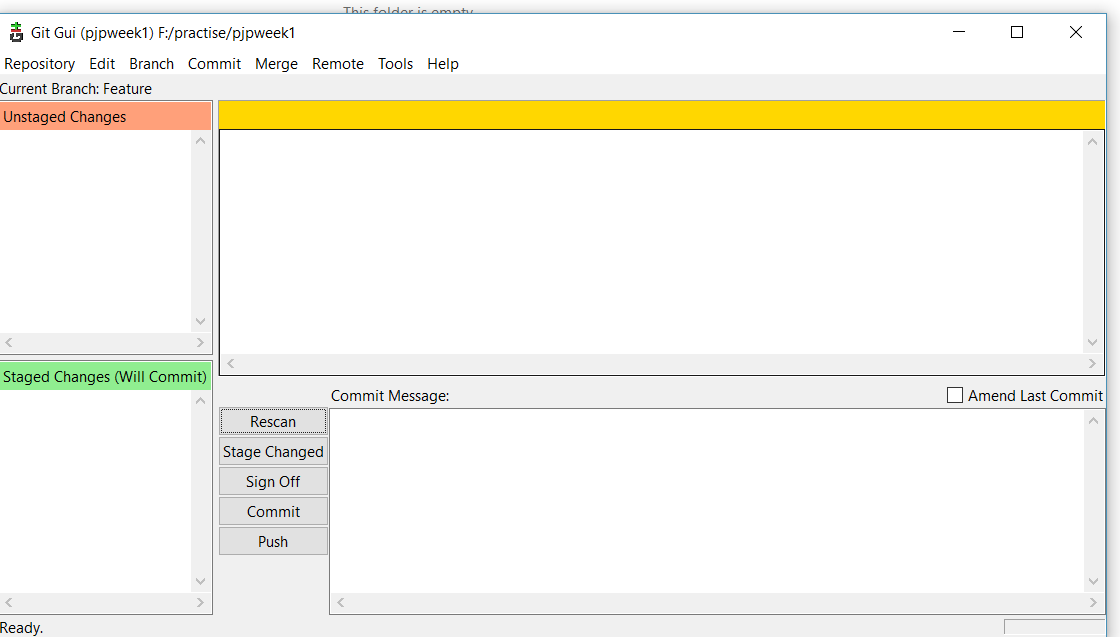 This folder is empty.
Git Gui (pjpweek1) F:/practise/pjpweek1
Repository Edit Branch Commit Merge Remote Tools Help
Current Branch: Feature
Unstaged Changes
Staged Changes (Will Commit)
Commit Message:
Amend Last Commit
Rescan
Stage Changed
Sign Off
Commit
Push
Ready.